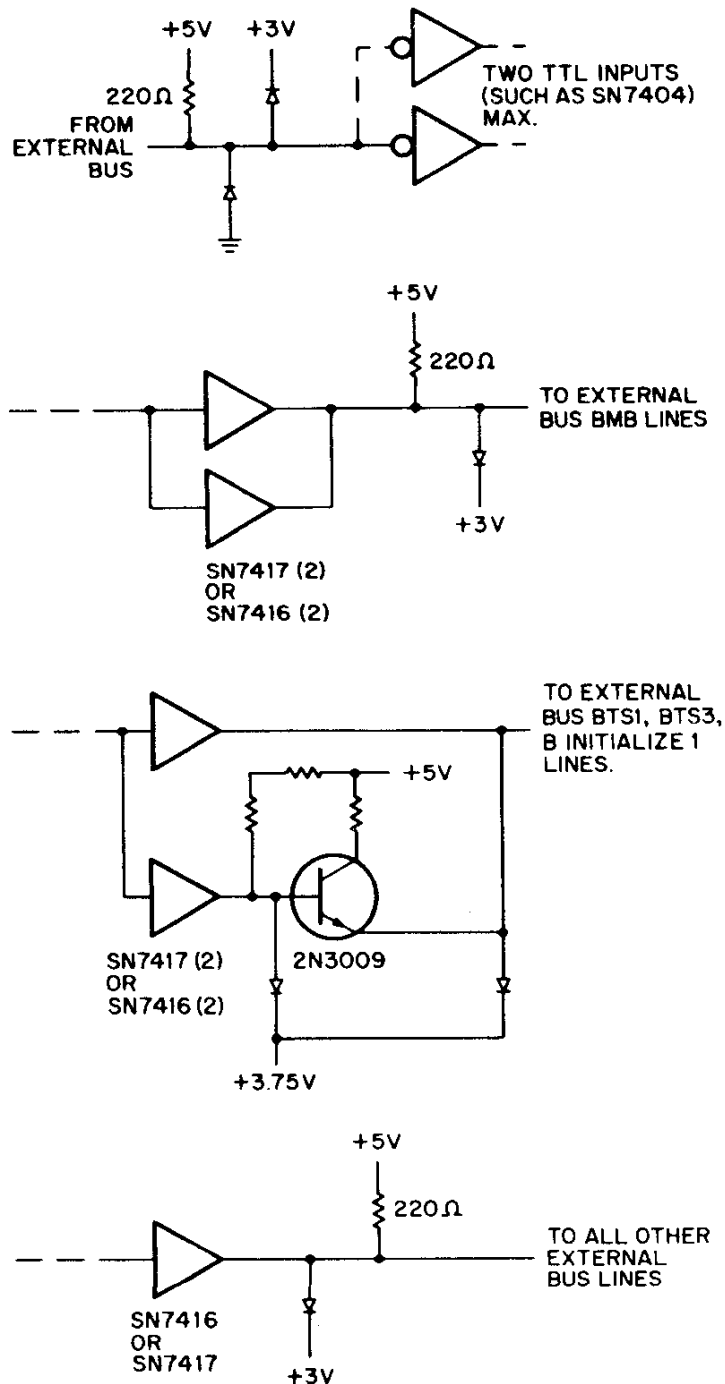 +5V
+3V
220Ω
FROM
EXTERNAL
BUS
TWO TTL INPUTS
(SUCH AS SN7404)
MAX.
+5V
220Ω
TO EXTERNAL
BUS BMB LINES
+3V
SN7417 (2)
OR
SN7416 (2)
TO EXTERNAL
BUS BTS1, BTS3,
B INITIALIZE 1
LINES.
+5V
SN7417 (2)
OR
SN7416 (2)
2N3009
+3.75V
+5V
220Ω
TO ALL OTHER
EXTERNAL
BUS LINES
SN7416
OR
SN7417
+3V